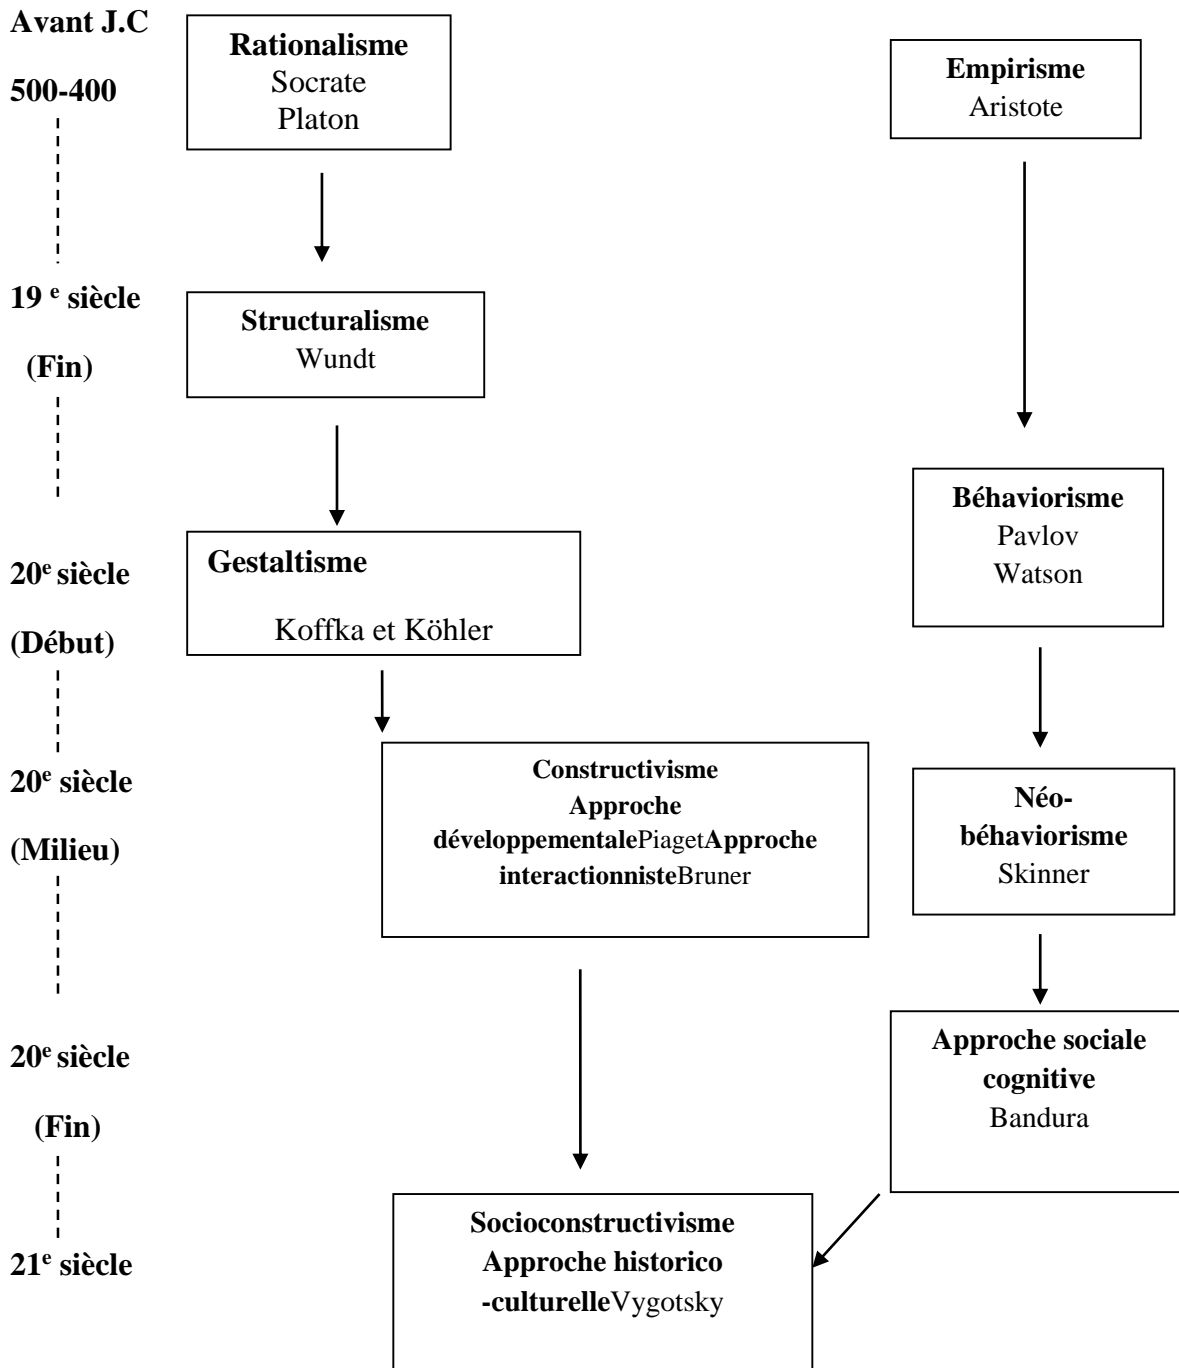 Avant J.C
500-400
Rationalisme
Socrate
Platon
Empirisme
Aristote
19 e siècle
(Fin)
Structuralisme
Wundt
Béhaviorisme
Pavlov
Watson
20e siècle
(Début)
Gestaltisme
Koffka et Köhler
20e siècle
(Milieu)
Constructivisme
Approche
développementalePiagetApproche
interactionnisteBruner
Néo-
béhaviorisme
Skinner
20e siècle
(Fin)
Approche sociale
cognitive
Bandura
21e siècle
Socioconstructivisme
Approche historico
-culturelleVygotsky